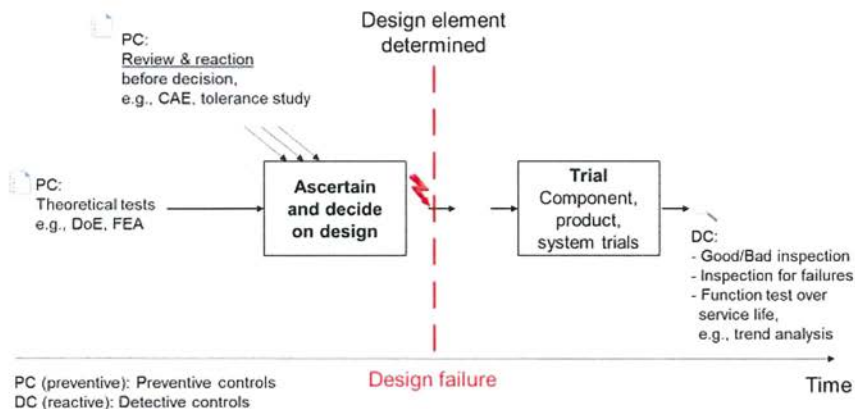 Design element
determined
PC:
Review & reaction
before decision,
e.g., CAE, tolerance study
PC:
Theoretical tests
e.g., DoE, FEA
Ascertain
and decide
on design
Trial
Component,
product,
system trials
DC:
- Good/Bad inspection
- Inspection for failures
- Function test over
service life,
e.g., trend analysis
PC (preventive): Preventive controls
DC (reactive): Detective controls
Design failure
Time